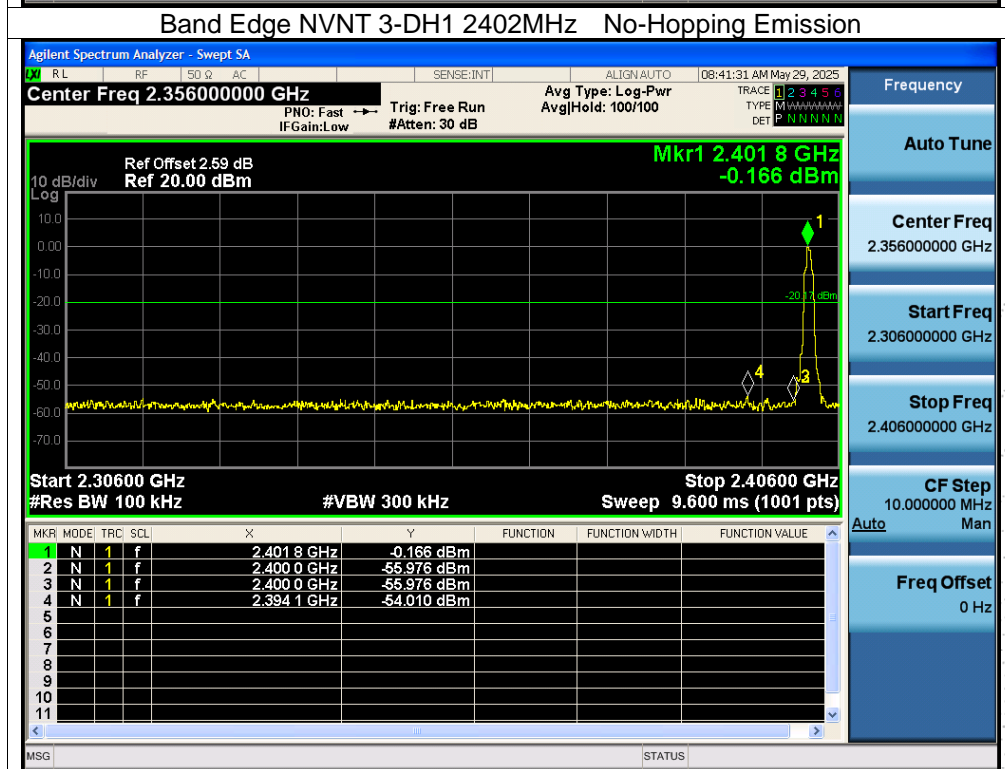 Band Edge NVNT 3-DH1 2402MHz    No-Hopping Emission
Agilent Spectrum Analyzer - Swept SA
LXI RL RF 50 Ω AC SENSE:INT ALIGN AUTO 08:41:31 AM May 29, 2025
Center Freq 2.356000000 GHz
PNO: Fast
IFGain:Low
Trig: Free Run
#Atten: 30 dB
Avg Type: Log-Pwr
Avg|Hold: 100/100
TRACE 1 2 3 4 5 6
TYPE M
DET P N N N N N
Ref Offset 2.59 dB
10 dB/div Ref 20.00 dBm
Log
Mkr1 2.401 8 GHz
-0.166 dBm
10.0
0.00
-10.0
-20.0
-30.0
-40.0
-50.0
-60.0
-70.0
1
-20.17 dBm
4
3
Start 2.30600 GHz Stop 2.40600 GHz
#Res BW 100 kHz #VBW 300 kHz Sweep 9.600 ms (1001 pts)
MKR MODE TRC SCL X Y FUNCTION FUNCTION WIDTH FUNCTION VALUE
1 N 1 f 2.401 8 GHz -0.166 dBm
2 N 1 f 2.400 0 GHz -55.976 dBm
3 N 1 f 2.400 0 GHz -55.976 dBm
4 N 1 f 2.394 1 GHz -54.010 dBm
5
6
7
8
9
10
11
MSG STATUS
Frequency
Auto Tune
Center Freq
2.356000000 GHz
Start Freq
2.306000000 GHz
Stop Freq
2.406000000 GHz
CF Step
10.000000 MHz
Auto Man
Freq Offset
0 Hz